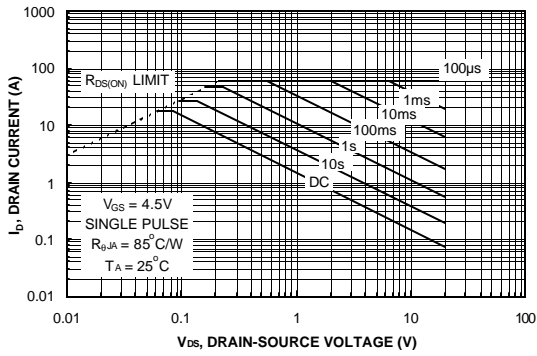 1000
100
10
1
0.1
0.01
I_D, DRAIN CURRENT (A)
R_DS(ON) LIMIT
100μs
1ms
10ms
100ms
1s
10s
DC
V_GS = 4.5V
SINGLE PULSE
R_θJA = 85°C/W
T_A = 25°C
0.01 0.1 1 10 100
V_DS, DRAIN-SOURCE VOLTAGE (V)